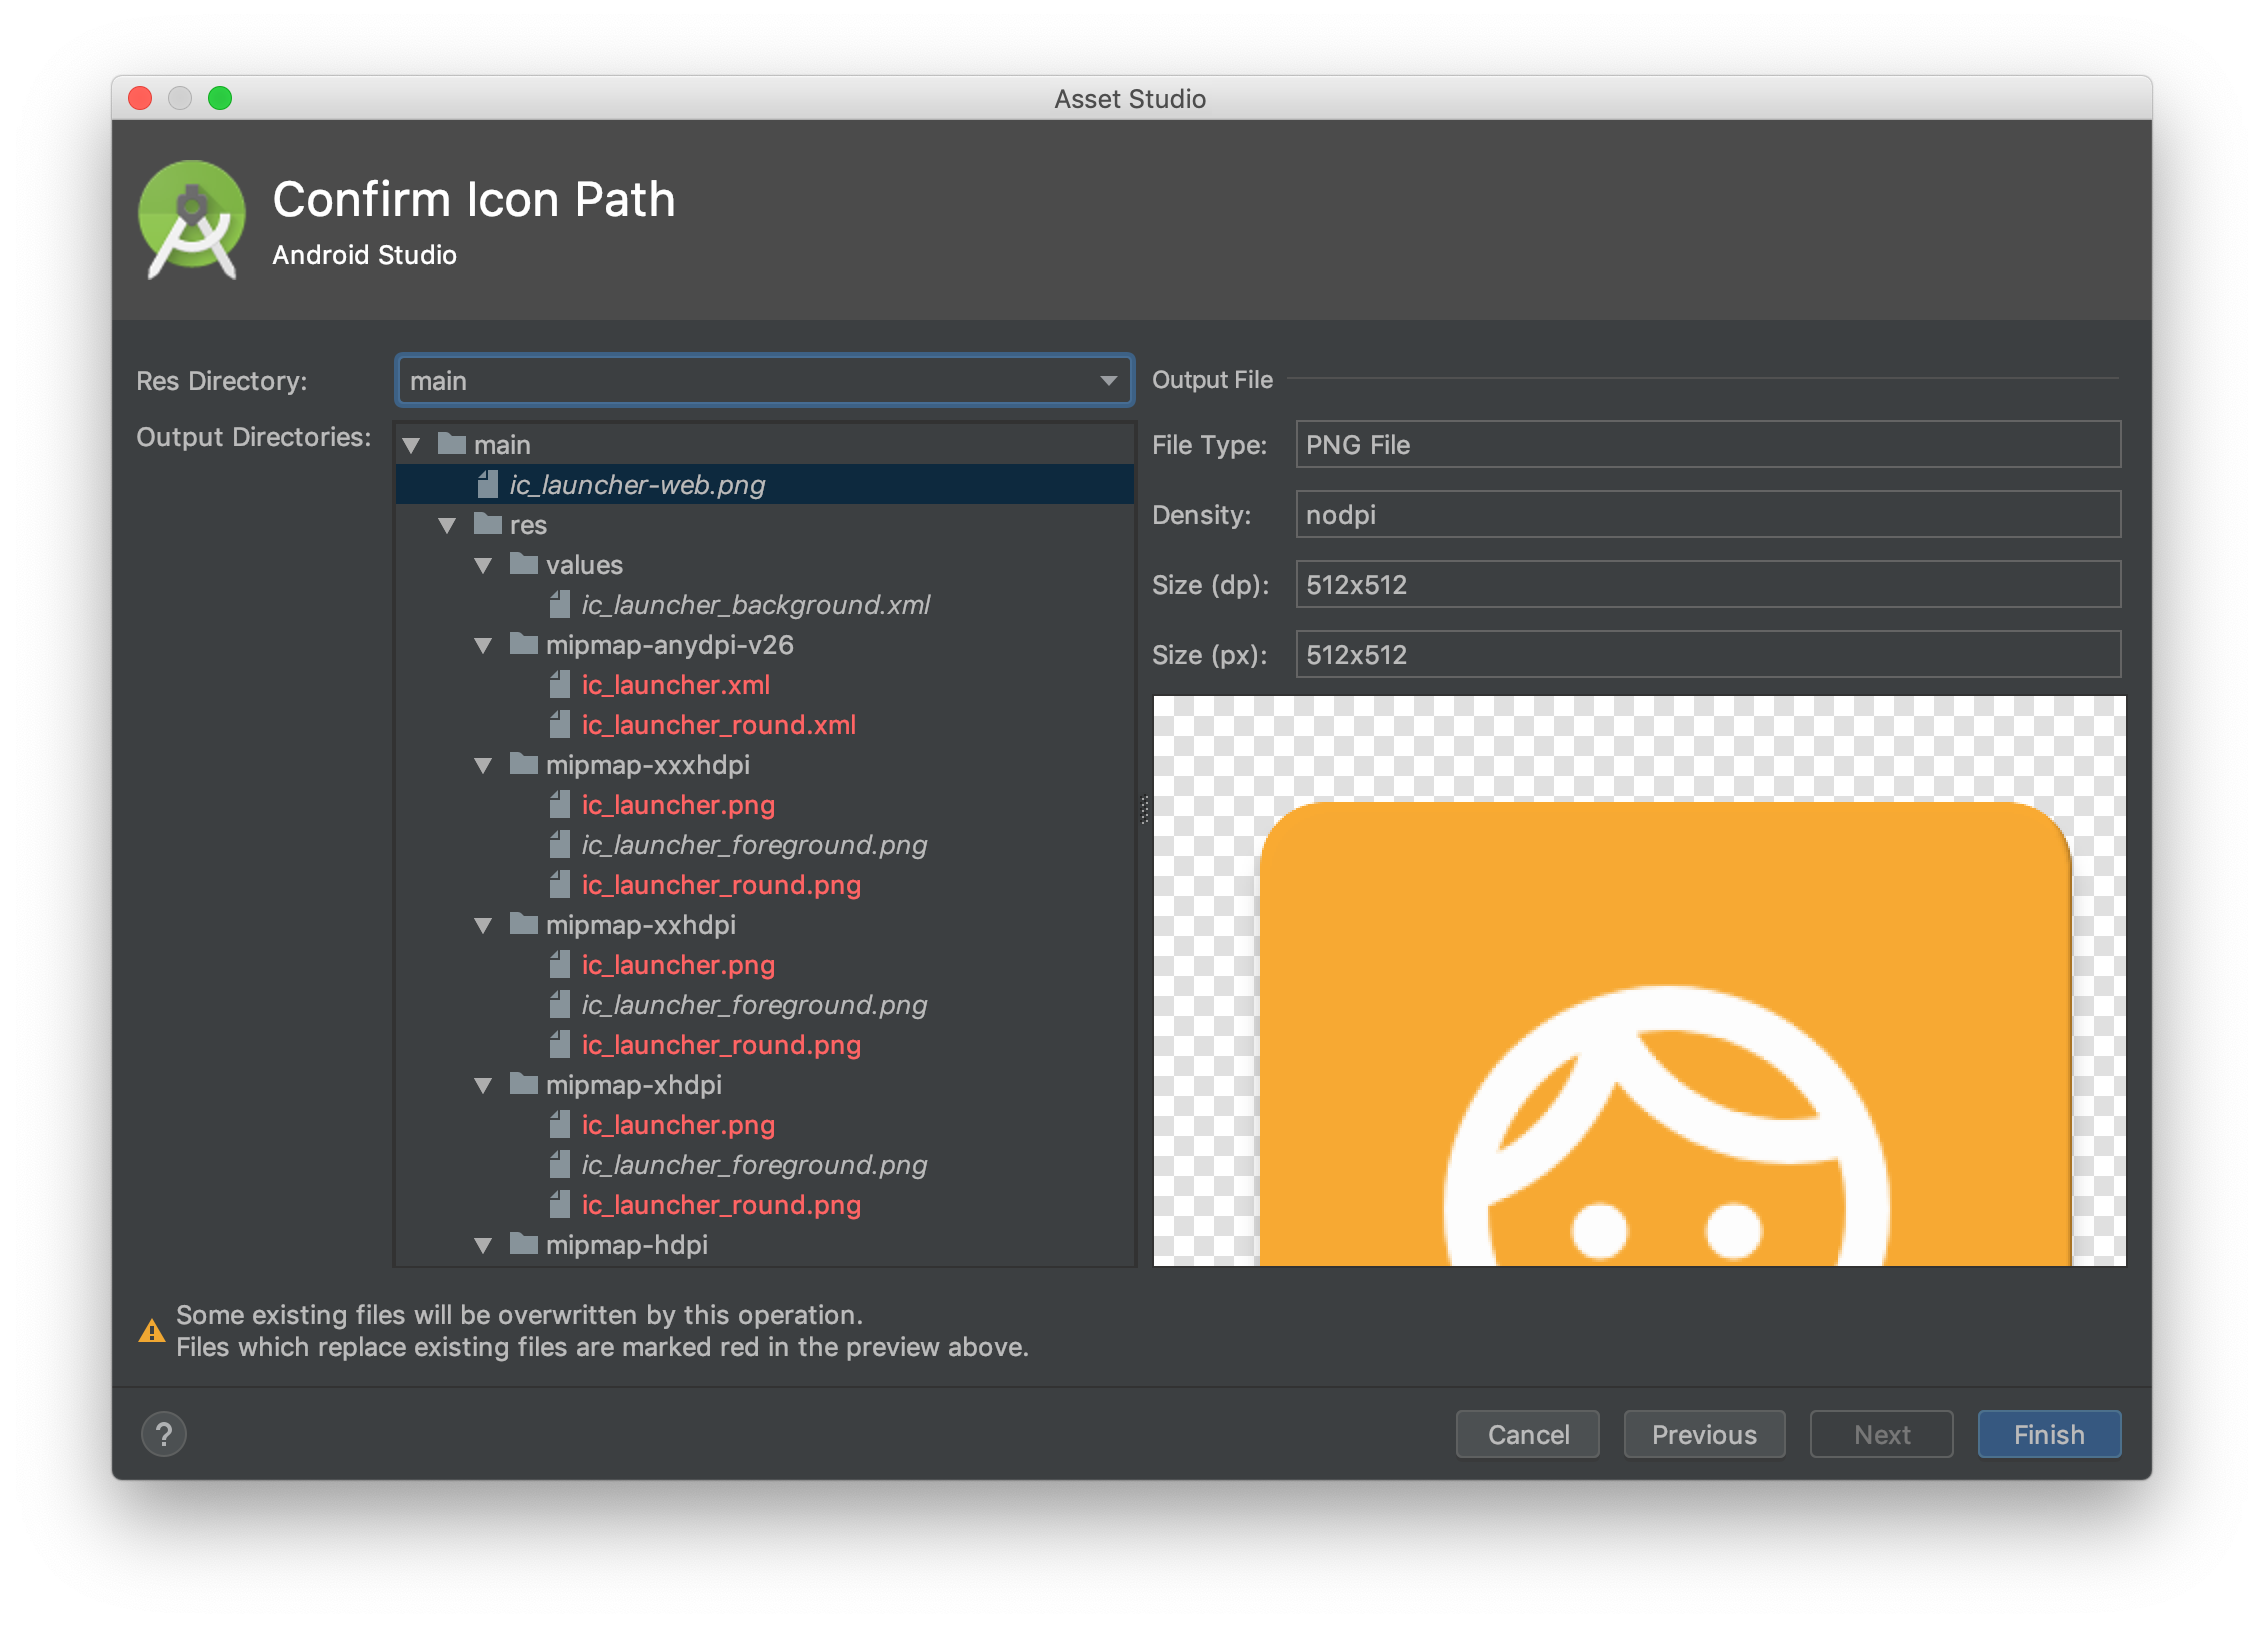 Asset Studio
Confirm Icon Path
Android Studio
Res Directory:
main
Output Directories:
main
ic_launcher-web.png
res
values
ic_launcher_background.xml
mipmap-anydpi-v26
ic_launcher.xml
ic_launcher_round.xml
mipmap-xxxhdpi
ic_launcher.png
ic_launcher_foreground.png
ic_launcher_round.png
mipmap-xxhdpi
ic_launcher.png
ic_launcher_foreground.png
ic_launcher_round.png
mipmap-xhdpi
ic_launcher.png
ic_launcher_foreground.png
ic_launcher_round.png
mipmap-hdpi
Output File
File Type: PNG File
Density: nodpi
Size (dp): 512x512
Size (px): 512x512
Some existing files will be overwritten by this operation.
Files which replace existing files are marked red in the preview above.
?
Cancel
Previous
Next
Finish